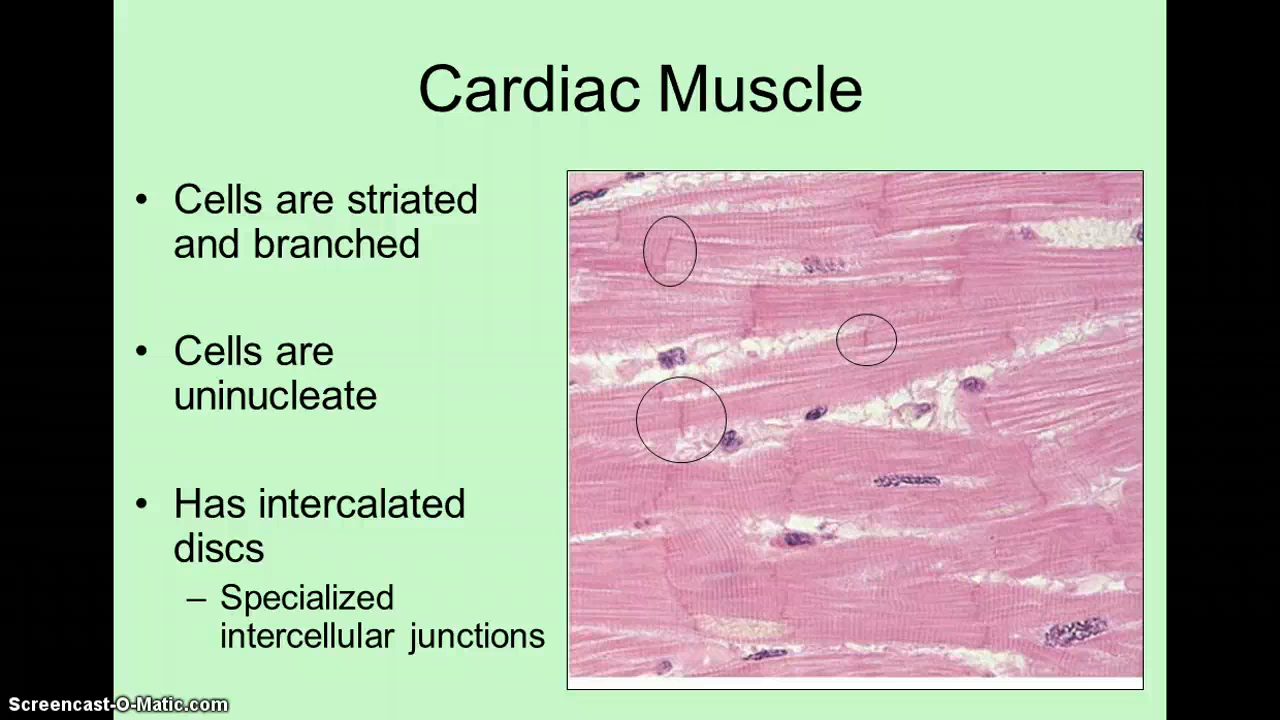 Cardiac Muscle
• Cells are striated
and branched
• Cells are
uninucleate
• Has intercalated
discs
– Specialized
intercellular junctions
Screencast-O-Matic.com